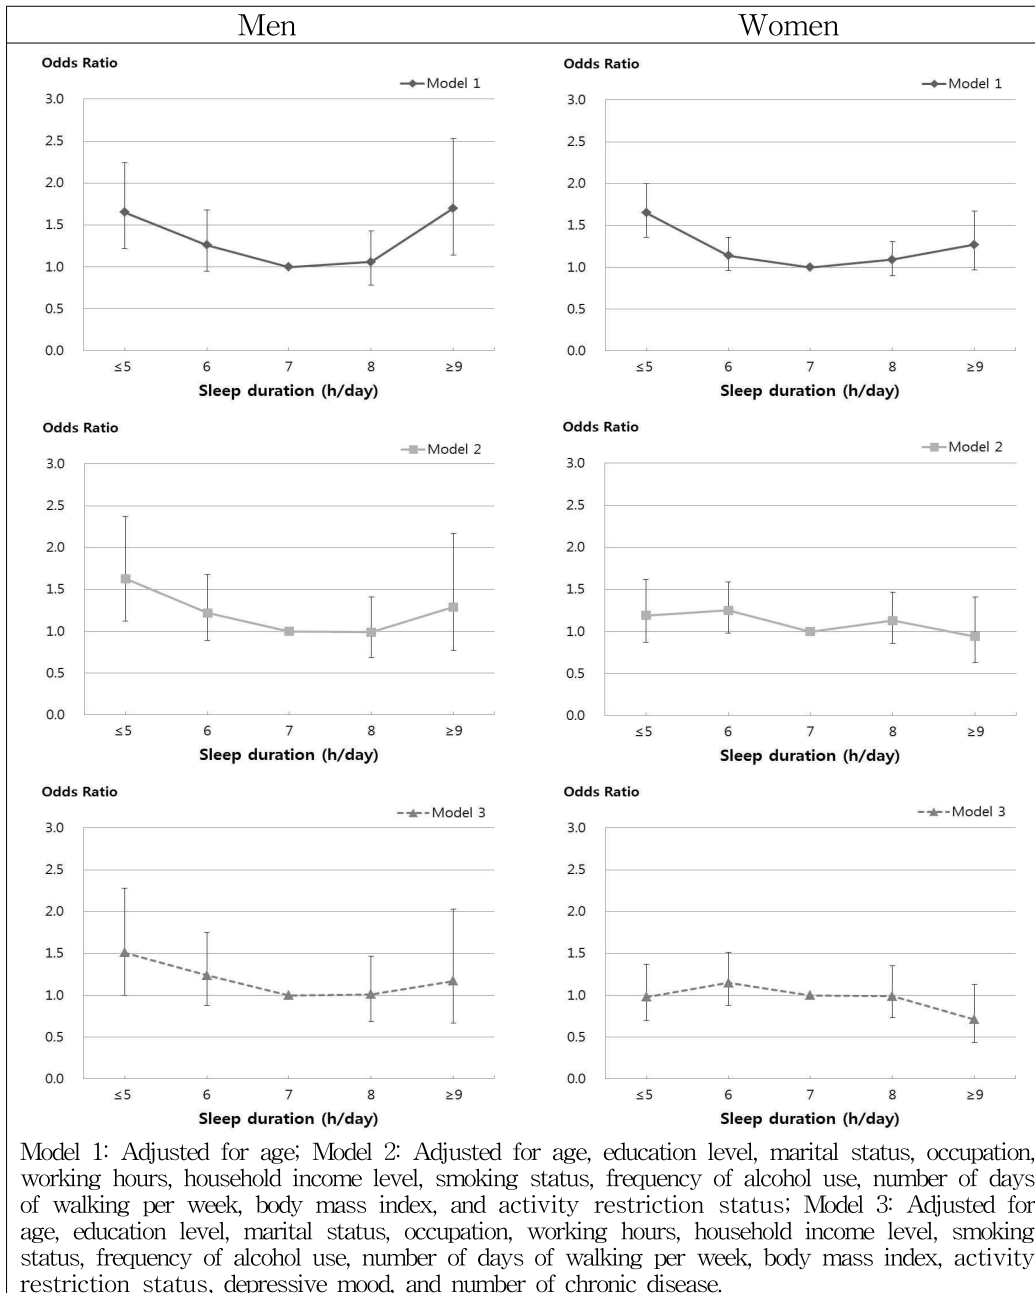 Men
Women
Odds Ratio
Model 1
3.0
2.5
2.0
1.5
1.0
0.5
0.0
≤5 6 7 8 ≥9
Sleep duration (h/day)
Odds Ratio
Model 1
3.0
2.5
2.0
1.5
1.0
0.5
0.0
≤5 6 7 8 ≥9
Sleep duration (h/day)
Odds Ratio
Model 2
3.0
2.5
2.0
1.5
1.0
0.5
0.0
≤5 6 7 8 ≥9
Sleep duration (h/day)
Odds Ratio
Model 2
3.0
2.5
2.0
1.5
1.0
0.5
0.0
≤5 6 7 8 ≥9
Sleep duration (h/day)
Odds Ratio
Model 3
3.0
2.5
2.0
1.5
1.0
0.5
0.0
≤5 6 7 8 ≥9
Sleep duration (h/day)
Odds Ratio
Model 3
3.0
2.5
2.0
1.5
1.0
0.5
0.0
≤5 6 7 8 ≥9
Sleep duration (h/day)
Model 1: Adjusted for age; Model 2: Adjusted for age, education level, marital status, occupation,
working hours, household income level, smoking status, frequency of alcohol use, number of days
of walking per week, body mass index, and activity restriction status; Model 3: Adjusted for
age, education level, marital status, occupation, working hours, household income level, smoking
status, frequency of alcohol use, number of days of walking per week, body mass index, activity
restriction status, depressive mood, and number of chronic disease.